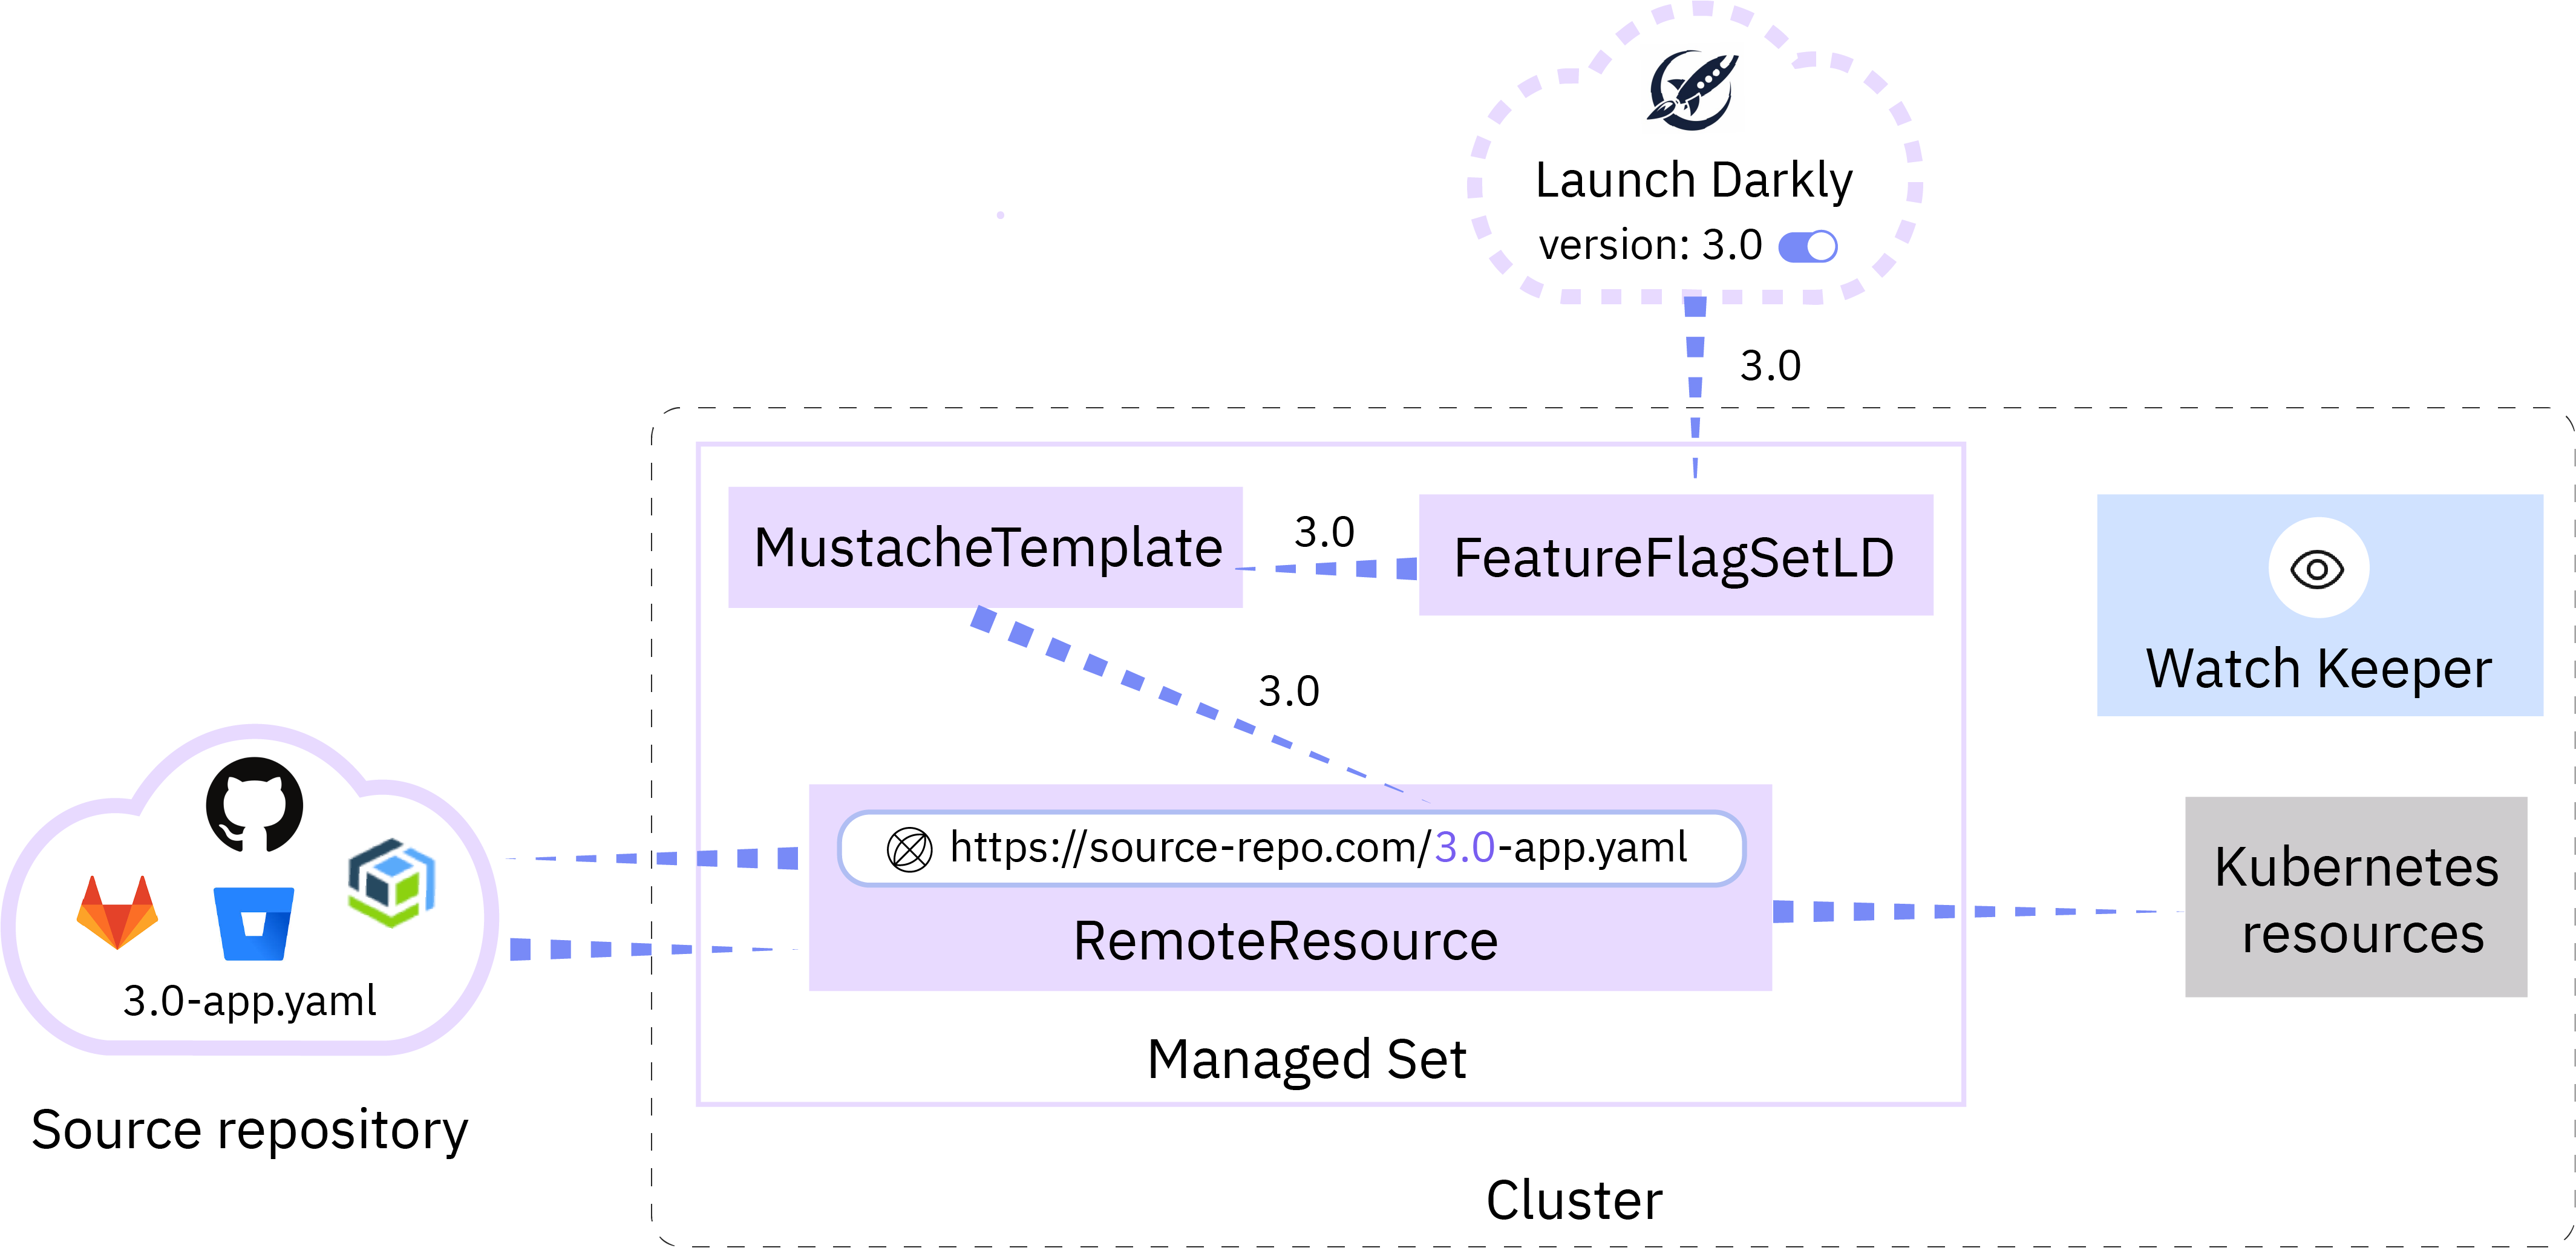 Launch Darkly
version: 3.0
3.0
MustacheTemplate
3.0
FeatureFlagSetLD
Watch Keeper
3.0
https://source-repo.com/3.0-app.yaml
RemoteResource
Kubernetes
resources
3.0-app.yaml
Managed Set
Source repository
Cluster